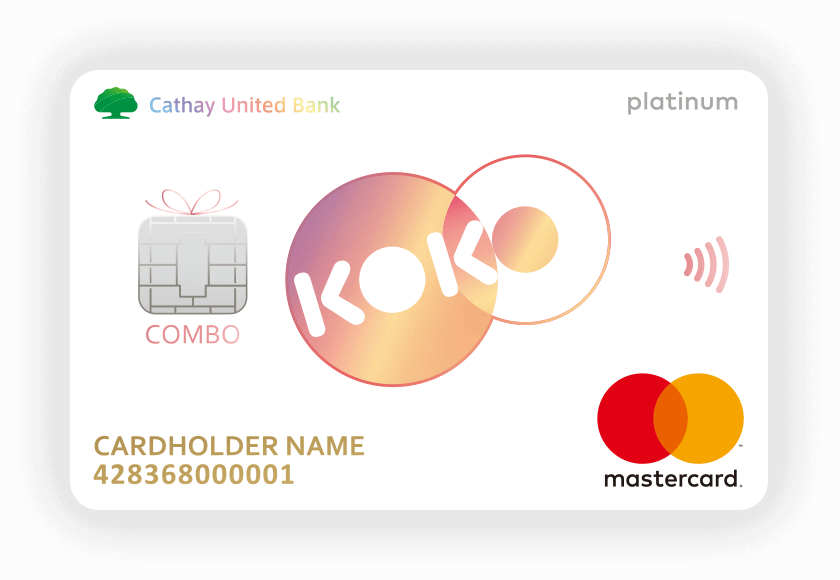 Cathay United Bank
platinum
KOKO
COMBO
CARDHOLDER NAME
428368000001
mastercard.